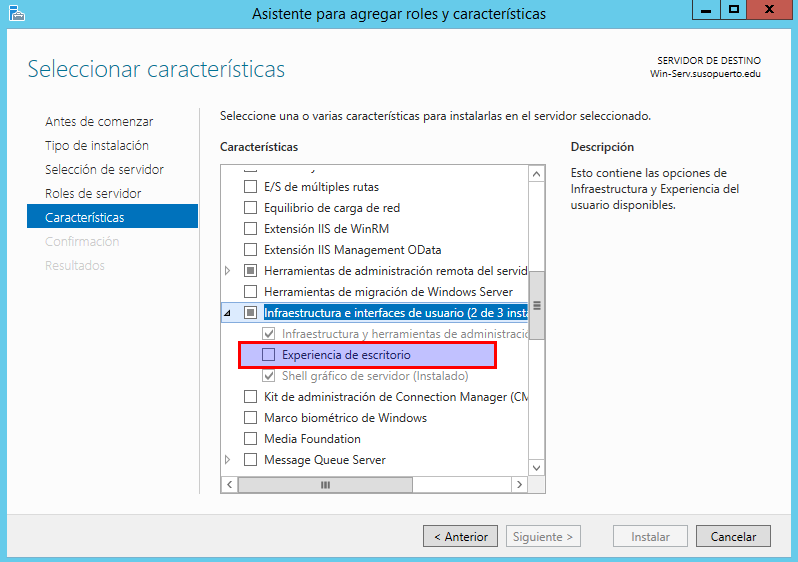 Asistente para agregar roles y características
Seleccionar características
SERVIDOR DE DESTINO
Win-Serv.susopuerto.edu
Antes de comenzar
Tipo de instalación
Selección de servidor
Roles de servidor
Características
Confirmación
Resultados
Seleccione una o varias características para instalarlas en el servidor seleccionado.
Características
E/S de múltiples rutas
Equilibrio de carga de red
Extensión IIS de WinRM
Extensión IIS Management OData
Herramientas de administración remota del servid
Herramientas de migración de Windows Server
Infraestructura e interfaces de usuario (2 de 3 insta
Infraestructura y herramientas de administració
Experiencia de escritorio
Shell gráfico de servidor (Instalado)
Kit de administración de Connection Manager (CM
Marco biométrico de Windows
Media Foundation
Message Queue Server
Descripción
Esto contiene las opciones de
Infraestructura y Experiencia del
usuario disponibles.
< Anterior
Siguiente >
Instalar
Cancelar